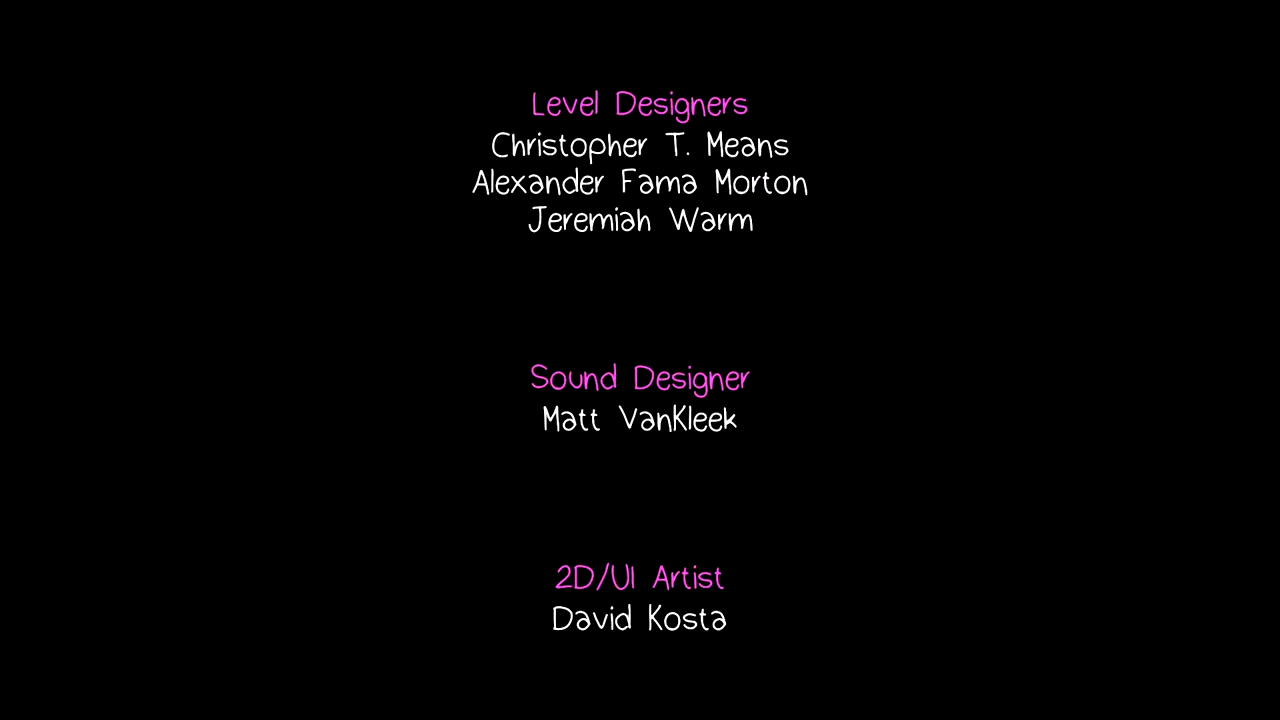 Level Designers
Christopher T. Means
Alexander Fama Morton
Jeremiah Warm
Sound Designer
Matt VanKleek
2D/UI Artist
David Kosta